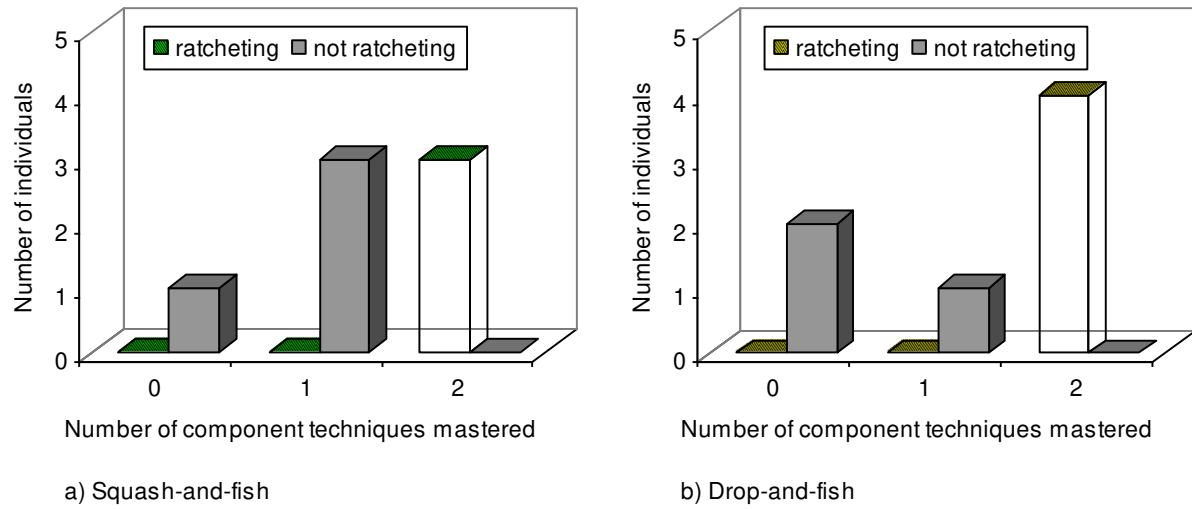 5
4
3
2
1
0
Number of individuals
ratcheting not ratcheting
0 1 2
Number of component techniques mastered
a) Squash-and-fish
5
4
3
2
1
0
Number of individuals
ratcheting not ratcheting
0 1 2
Number of component techniques mastered
b) Drop-and-fish